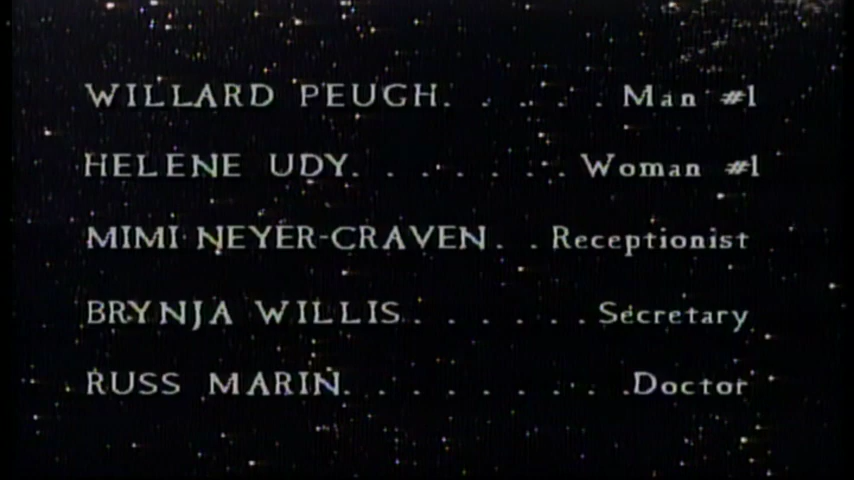 WILLARD PEUGH. . . . . . Man #1
HELENE UDY. . . . . . . . Woman #1
MIMI NEYER-CRAVEN. . Receptionist
BRYNJA WILLIS. . . . . . Secretary
RUSS MARIN. . . . . . . . .Doctor